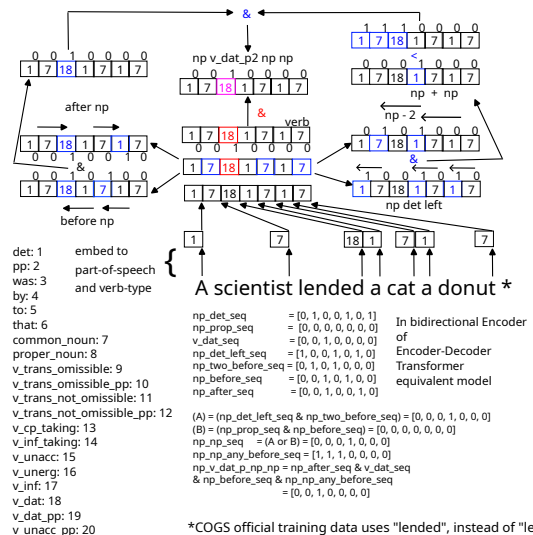 &
0 0 1 0 0 0 0
1 7 18 1 7 1 7
np v_dat_p2 np np
0 0 1 0 0 0 0
1 7 18 1 7 1 7
1 1 1 0 0 0 0
1 7 18 1 7 1 7
<
0 0 0 1 0 0 0
1 7 18 1 7 1 7
np + np
after np
&
verb
np - 2
1 7 18 1 7 1 7
0 0 1 0 0 1 0
1 7 18 1 7 1 7
0 0 1 0 0 0 0
0 1 0 1 0 0 0
1 7 18 1 7 1 7
&
0 0 1 0 1 0 0
1 7 18 1 7 1 7
before np
1 7 18 1 7 1 7
1 7 18 1 7 1 7
&
1 0 0 1 0 1 0
1 7 18 1 7 1 7
np det left
1 7 18 1 7 1 7
A scientist lended a cat a donut *
det: 1
pp: 2
was: 3
by: 4
to: 5
that: 6
common_noun: 7
proper_noun: 8
v_trans_omissible: 9
v_trans_omissible_pp: 10
v_trans_not_omissible: 11
v_trans_not_omissible_pp: 12
v_cp_taking: 13
v_inf_taking: 14
v_unacc: 15
v_unerg: 16
v_inf: 17
v_dat: 18
v_dat_pp: 19
v_unacc_pp: 20
embed to
part-of-speech
and verb-type
{
np_det_seq = [0, 1, 0, 0, 1, 0, 1]
np_prop_seq = [0, 0, 0, 0, 0, 0, 0]
v_dat_seq = [0, 0, 1, 0, 0, 0, 0]
np_det_left_seq = [1, 0, 0, 1, 0, 1, 0]
np_two_before_seq = [0, 1, 0, 1, 0, 0, 0]
np_before_seq = [0, 0, 1, 0, 1, 0, 0]
np_after_seq = [0, 0, 1, 0, 0, 1, 0]
In bidirectional Encoder
of
Encoder-Decoder
Transformer
equivalent model
(A) = (np_det_left_seq & np_two_before_seq) = [0, 0, 0, 1, 0, 0, 0]
(B) = (np_prop_seq & np_before_seq) = [0, 0, 0, 0, 0, 0, 0]
np_np_seq = (A or B) = [0, 0, 0, 1, 0, 0, 0]
np_np_any_before_seq = [1, 1, 1, 0, 0, 0, 0]
np_v_dat_p_np_np = np_after_seq & v_dat_seq
& np_before_seq & np_np_any_before_seq
= [0, 0, 1, 0, 0, 0, 0]
*COGS official training data uses "lended", instead of "le